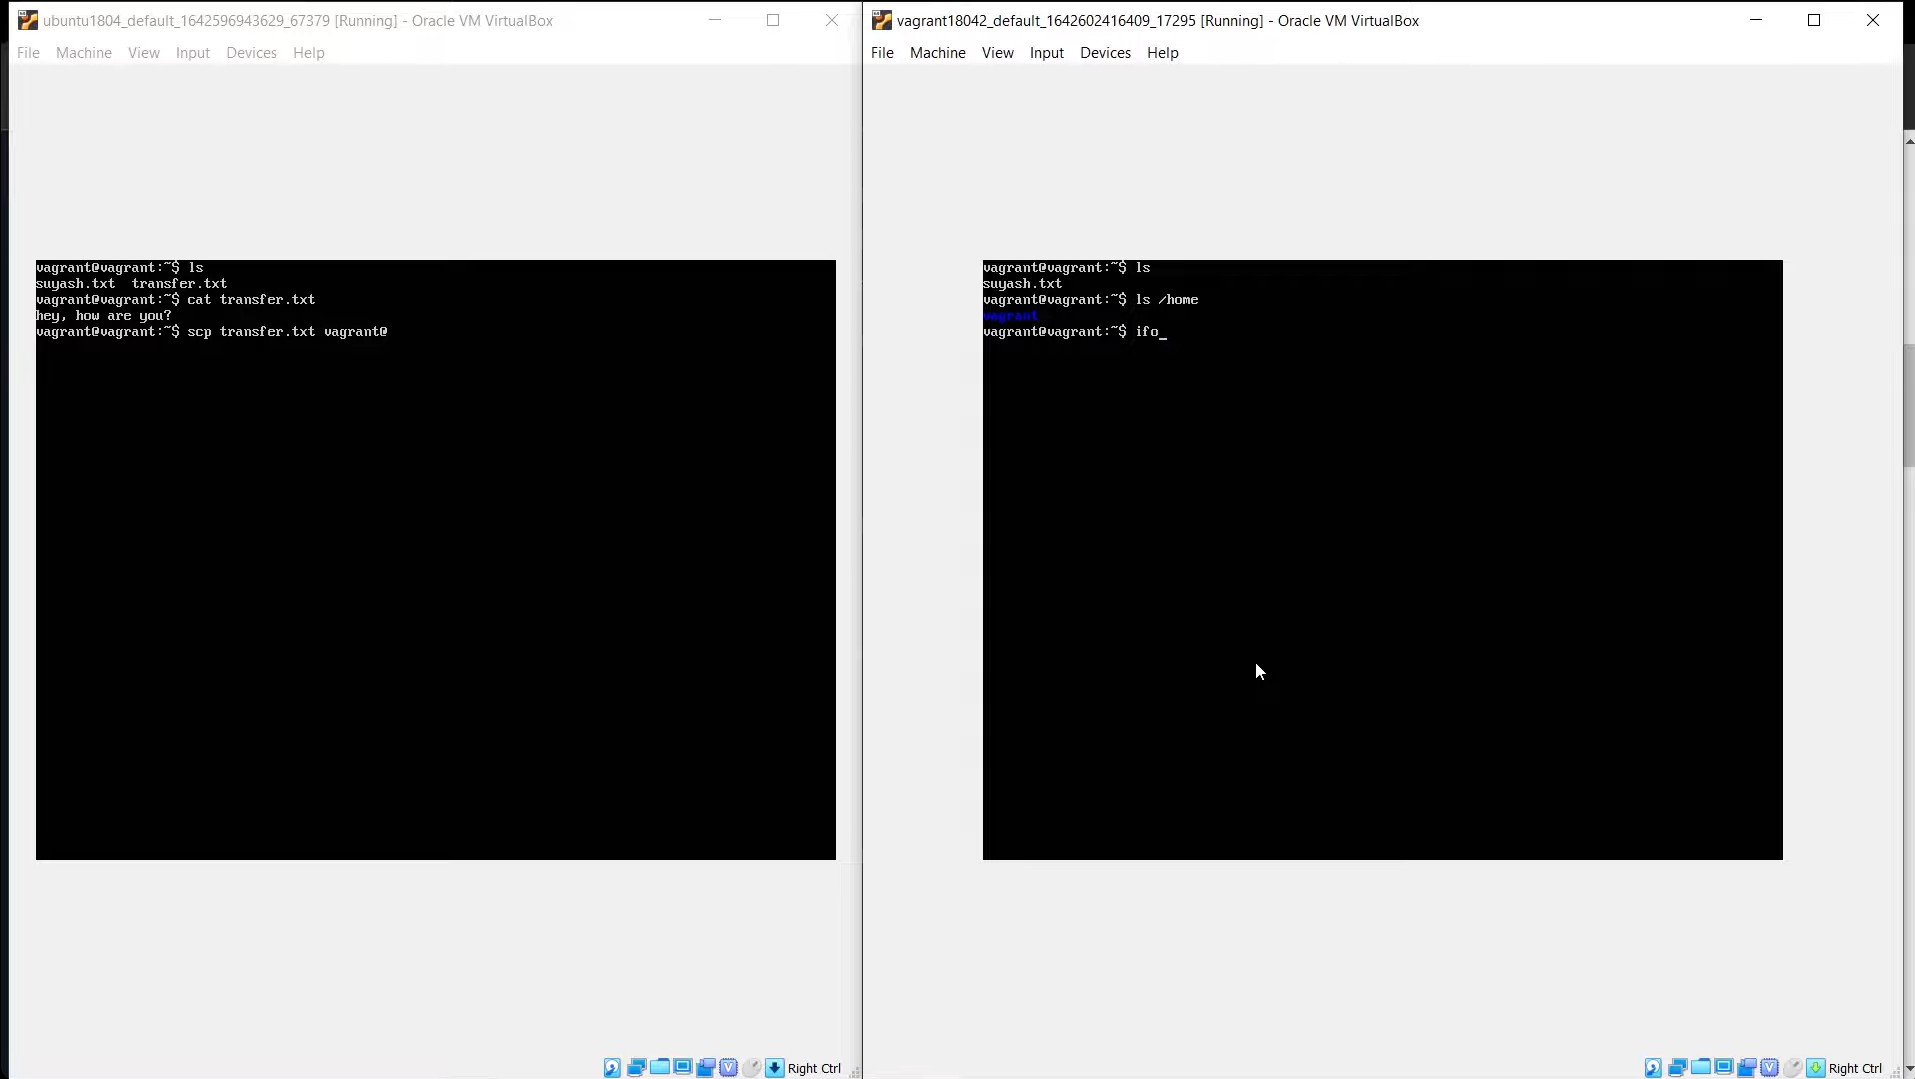 ubuntu1804_default_1642596943629_67379 [Running] - Oracle VM VirtualBox
File Machine View Input Devices Help
vagrant@vagrant:~$ ls
suyash.txt  transfer.txt
vagrant@vagrant:~$ cat transfer.txt
hey, how are you?
vagrant@vagrant:~$ scp transfer.txt vagrant@
Right Ctrl
vagrant18042_default_1642602416409_17295 [Running] - Oracle VM VirtualBox
File Machine View Input Devices Help
vagrant@vagrant:~$ ls
suyash.txt
vagrant@vagrant:~$ ls /home
vagrant
vagrant@vagrant:~$ ifo_
Right Ctrl